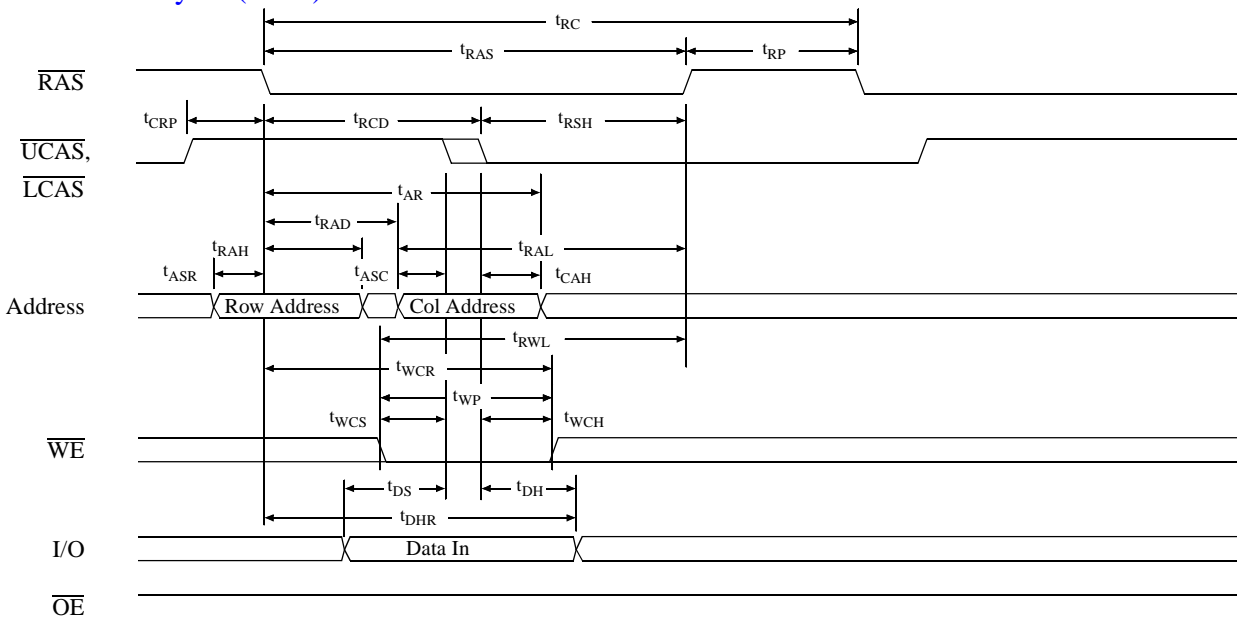 tRC
tRAS tRP
RAS
tCRP tRCD tRSH
UCAS,
LCAS
tAR
tRAD
tRAH tRAL
tASR tASC tCAH
Address Row Address Col Address
tRWL
tWCR
tWP
tWCS tWCH
WE
tDS tDH
tDHR
I/O Data In
OE